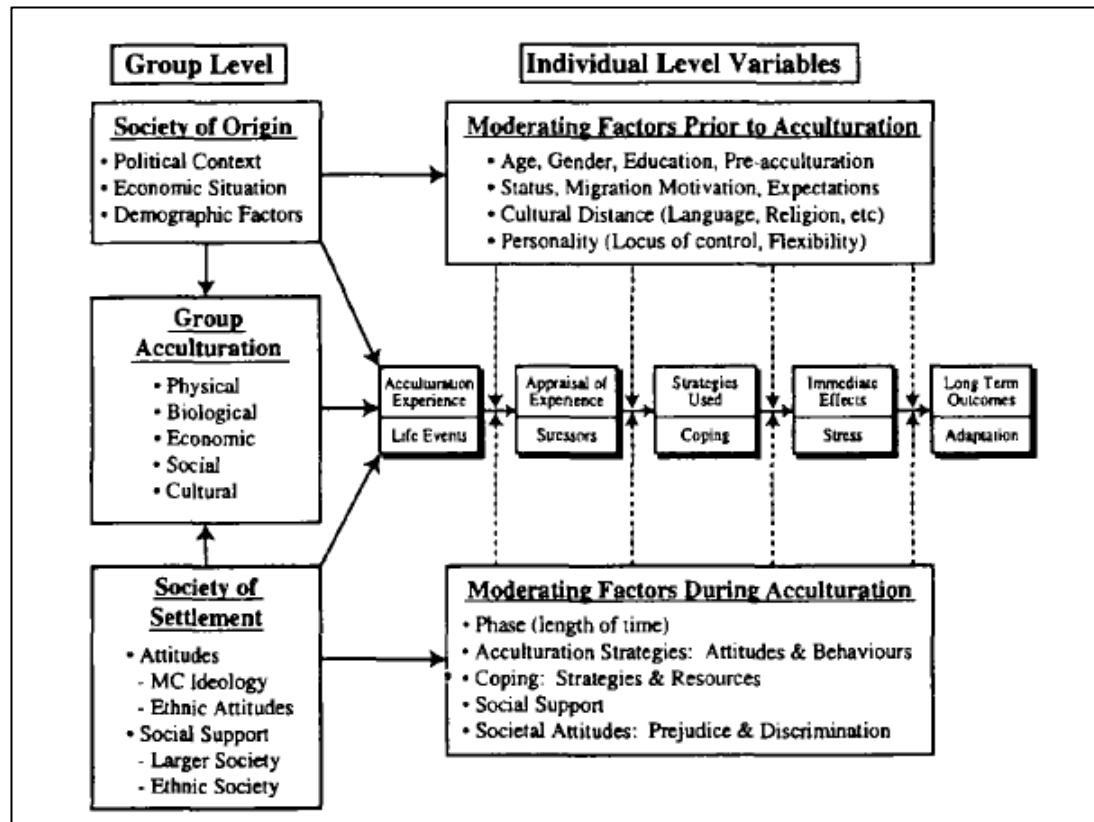 Group Level
Individual Level Variables
Society of Origin
• Political Context
• Economic Situation
• Demographic Factors
Moderating Factors Prior to Acculturation
• Age, Gender, Education, Pre-acculturation
• Status, Migration Motivation, Expectations
• Cultural Distance (Language, Religion, etc)
• Personality (Locus of control, Flexibility)
Group
Acculturation
• Physical
• Biological
• Economic
• Social
• Cultural
Acculturation
Experience
Life Events
Appraisal of
Experience
Stressors
Strategies
Used
Coping
Immediate
Effects
Stress
Long Term
Outcomes
Adaptation
Society of
Settlement
• Attitudes
- MC Ideology
- Ethnic Attitudes
• Social Support
- Larger Society
- Ethnic Society
Moderating Factors During Acculturation
• Phase (length of time)
• Acculturation Strategies: Attitudes & Behaviours
• Coping: Strategies & Resources
• Social Support
• Societal Attitudes: Prejudice & Discrimination